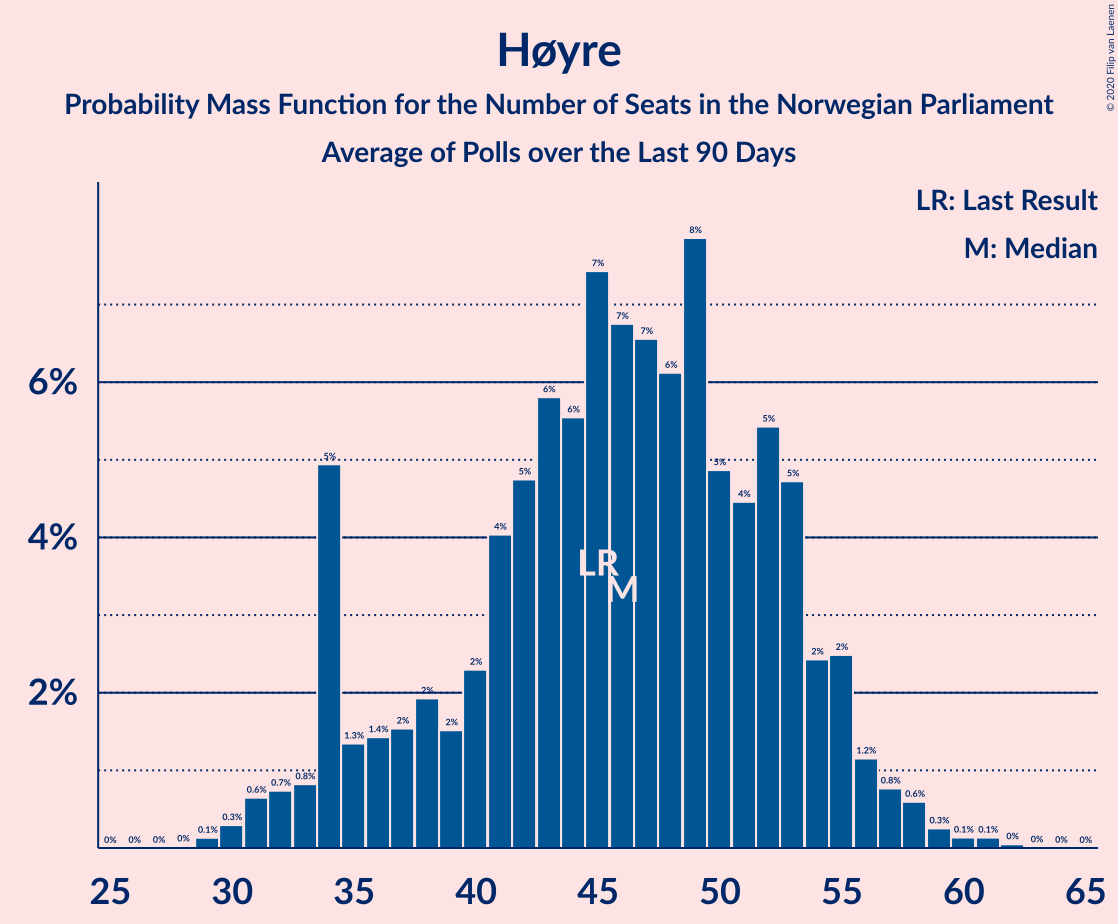 Høyre
Probability Mass Function for the Number of Seats in the Norwegian Parliament
Average of Polls over the Last 90 Days
© 2020 Filip van Laenen
LR: Last Result
M: Median
6%
4%
2%
0% 0% 0% 0% 0.1% 0.3% 0.6% 0.7% 0.8% 5% 1.3% 1.4% 2% 2% 2% 2% 4% 5% 6% 6% 7% 7% 7% 6% 8% 5% 4% 5% 5% 2% 2% 1.2% 0.8% 0.6% 0.3% 0.1% 0.1% 0% 0% 0% 0%
LR
M
25 30 35 40 45 50 55 60 65